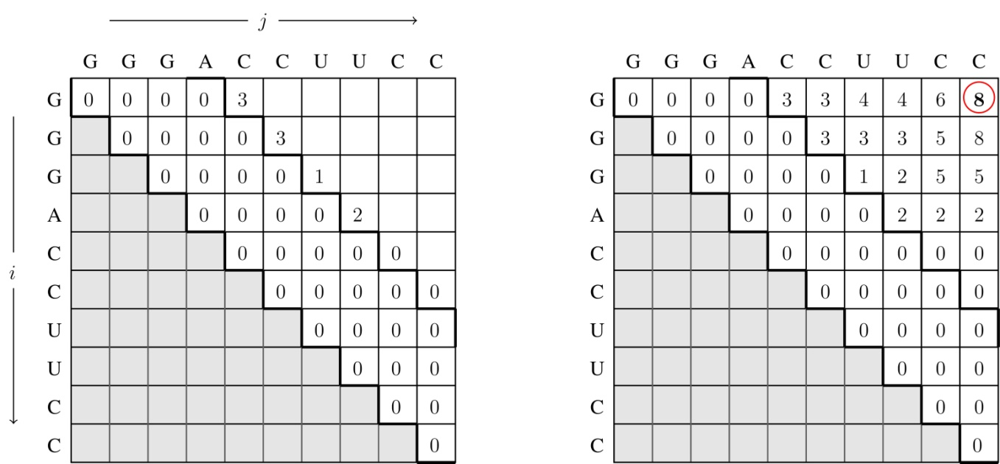 j
G G G A C C U U C C G G G A C C U U C C
G 0 0 0 0 3 G 0 0 0 0 3 3 4 4 6 8
G 0 0 0 0 3 G 0 0 0 0 3 3 3 5 8
G 0 0 0 0 1 G 0 0 0 0 1 2 5 5
A 0 0 0 0 2 A 0 0 0 0 2 2 2
C 0 0 0 0 0 C 0 0 0 0 0 0
i
C 0 0 0 0 0 C 0 0 0 0 0
U 0 0 0 0 U 0 0 0 0
U 0 0 0 U 0 0 0
C 0 0 C 0 0
C 0 C 0